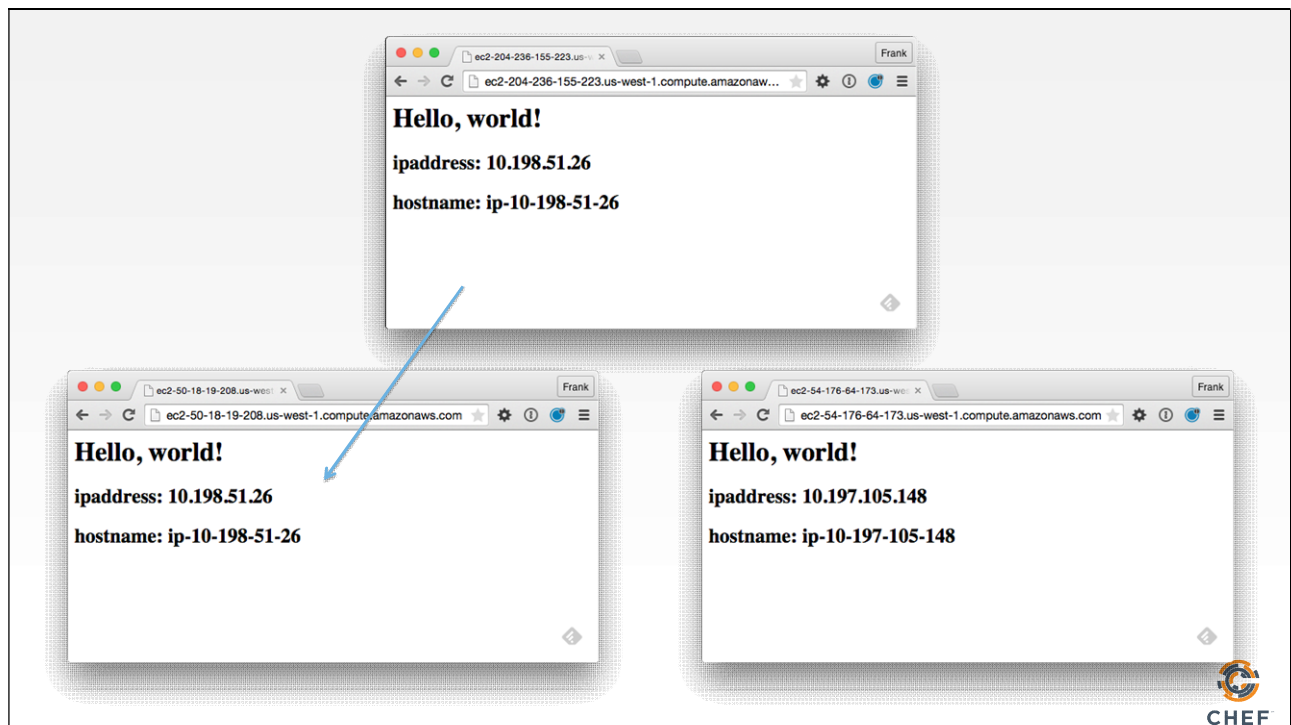 ec2-204-236-155-223.us-w
Frank
ec2-204-236-155-223.us-west-1.compute.amazonaw...
Hello, world!
ipaddress: 10.198.51.26
hostname: ip-10-198-51-26
ec2-50-18-19-208.us-west
Frank
ec2-50-18-19-208.us-west-1.compute.amazonaws.com
Hello, world!
ipaddress: 10.198.51.26
hostname: ip-10-198-51-26
ec2-54-176-64-173.us-we
Frank
ec2-54-176-64-173.us-west-1.compute.amazonaws.com
Hello, world!
ipaddress: 10.197.105.148
hostname: ip-10-197-105-148
CHEF